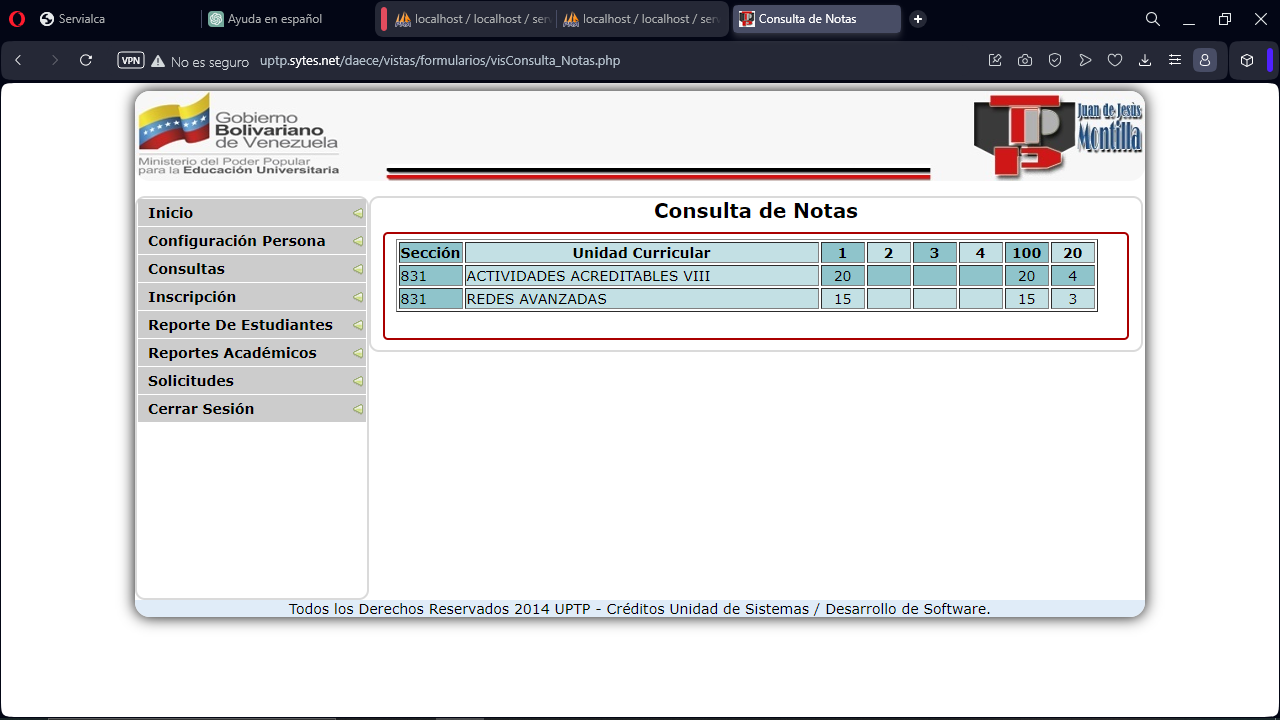 Servialca
Ayuda en español
localhost / localhost / ser
localhost / localhost / ser
Consulta de Notas
VPN
No es seguro
uptp.sytes.net/daece/vistas/formularios/visConsulta_Notas.php
Gobierno
Bolivariano
de Venezuela
Ministerio del Poder Popular
para la Educación Universitaria
Juan de Jesús
Montilla
Inicio
Configuración Persona
Consultas
Inscripción
Reporte De Estudiantes
Reportes Académicos
Solicitudes
Cerrar Sesión
Consulta de Notas
Sección Unidad Curricular 1 2 3 4 100 20
831 ACTIVIDADES ACREDITABLES VIII 20 20 4
831 REDES AVANZADAS 15 15 3
Todos los Derechos Reservados 2014 UPTP - Créditos Unidad de Sistemas / Desarrollo de Software.